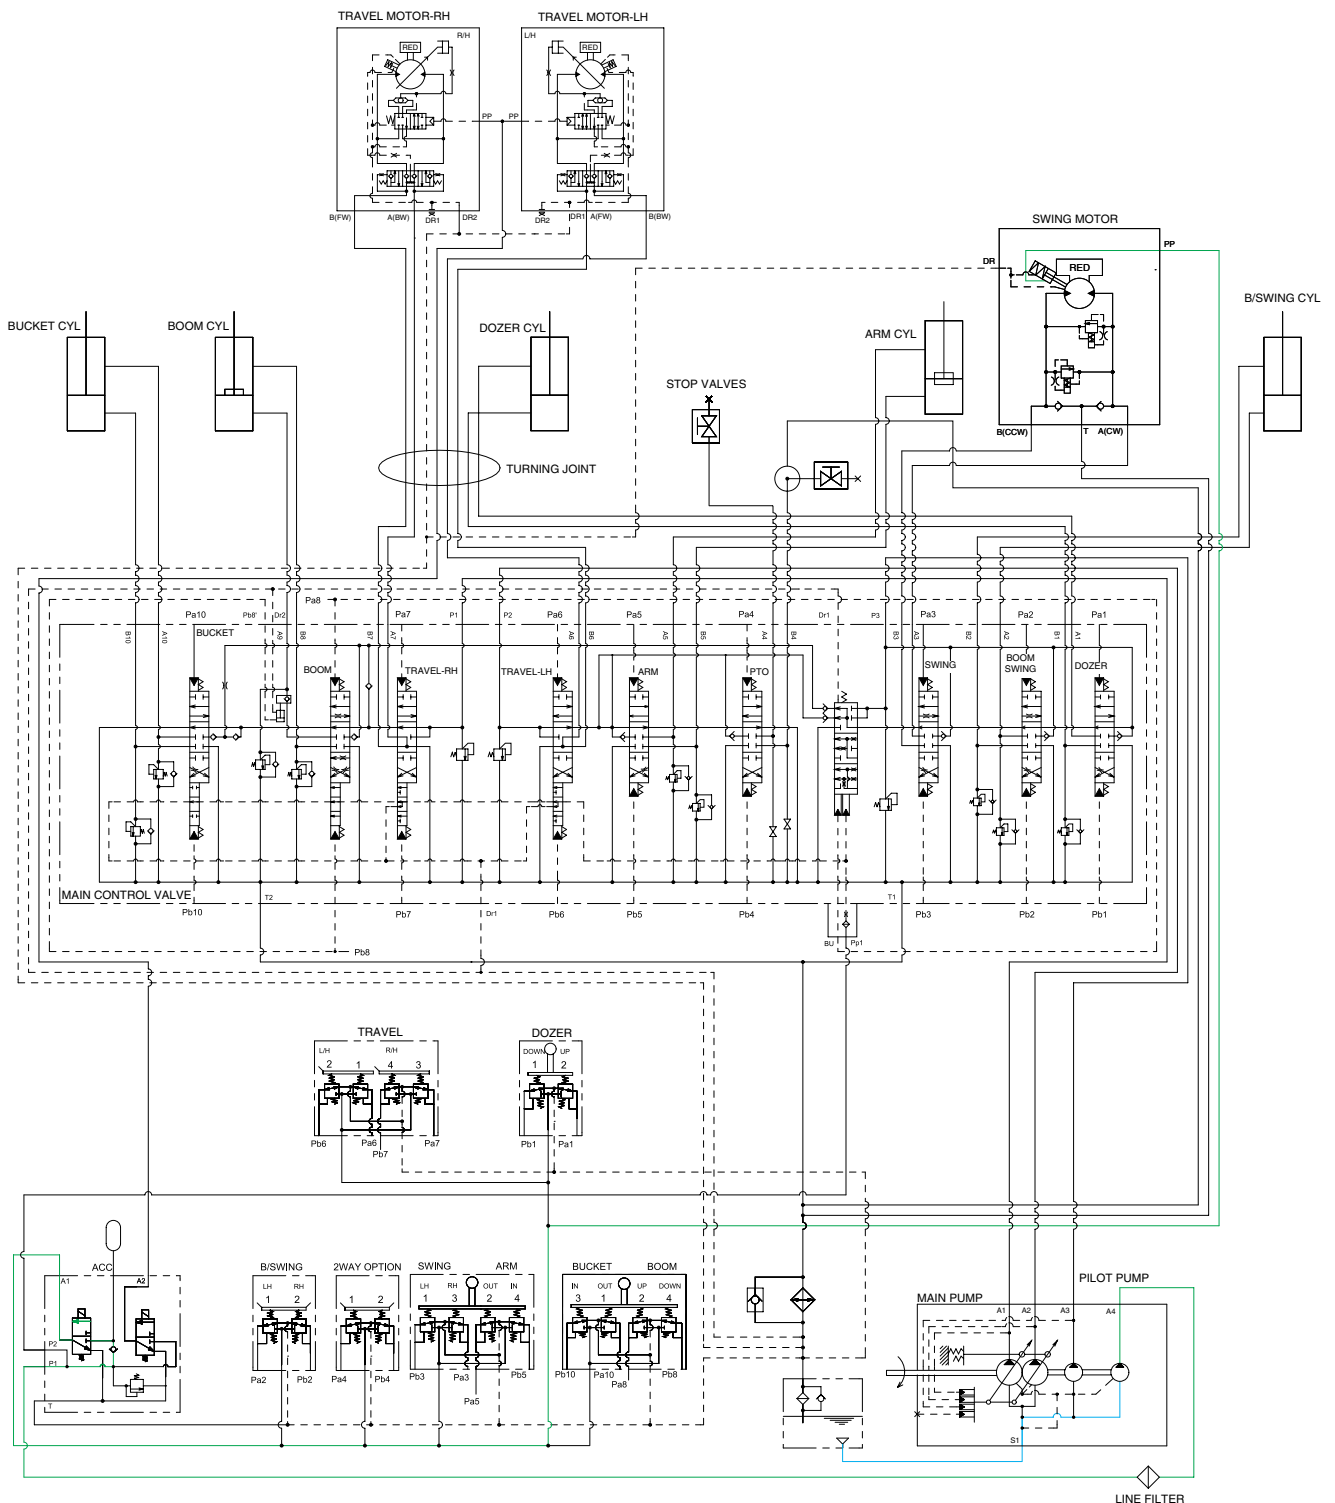 TRAVEL MOTOR-RH TRAVEL MOTOR-LH
R/H L/H
RED RED
PP PP
B(FW) A(BW) DR1 DR2 DR2 DR1 A(FW) B(BW)
SWING MOTOR
PP
DR
RED
B(CCW) T A(CW)
B/SWING CYL
BUCKET CYL BOOM CYL DOZER CYL ARM CYL
STOP VALVES
TURNING JOINT
Pa10 Pb8' Dr2 Pa8 Pa7 P1 P2 Pa6 Pa5 Pa4 Dr1 P3 Pa3 Pa2 Pa1
B10 A10 A9 B8 B7 A7 A6 B6 A5 B5 A4 B4 B3 A3 B2 A2 B1 A1
BUCKET
BOOM TRAVEL-RH TRAVEL-LH ARM PTO SWING BOOM SWING DOZER
MAIN CONTROL VALVE
T2 T1
Pb10 Pb7 Dr1 Pb6 Pb5 Pb4 Pb3 Pb2 Pb1
BU Pp1
Pb8
TRAVEL
L/H R/H
2 1 4 3
Pb6 Pa6 Pb7 Pa7
DOZER
DOWN UP
1 2
Pb1 Pa1
ACC
A1 A2
P2
P1
T
B/SWING
LH RH
1 2
Pa2 Pb2
2WAY OPTION
1 2
Pa4 Pb4
SWING ARM
LH RH OUT IN
1 3 2 4
Pb3 Pa3 Pa5 Pb5
BUCKET BOOM
IN OUT UP DOWN
3 1 2 4
Pb10 Pa10 Pa8 Pb8
PILOT PUMP
MAIN PUMP
A1 A2 A3 A4
S1
LINE FILTER